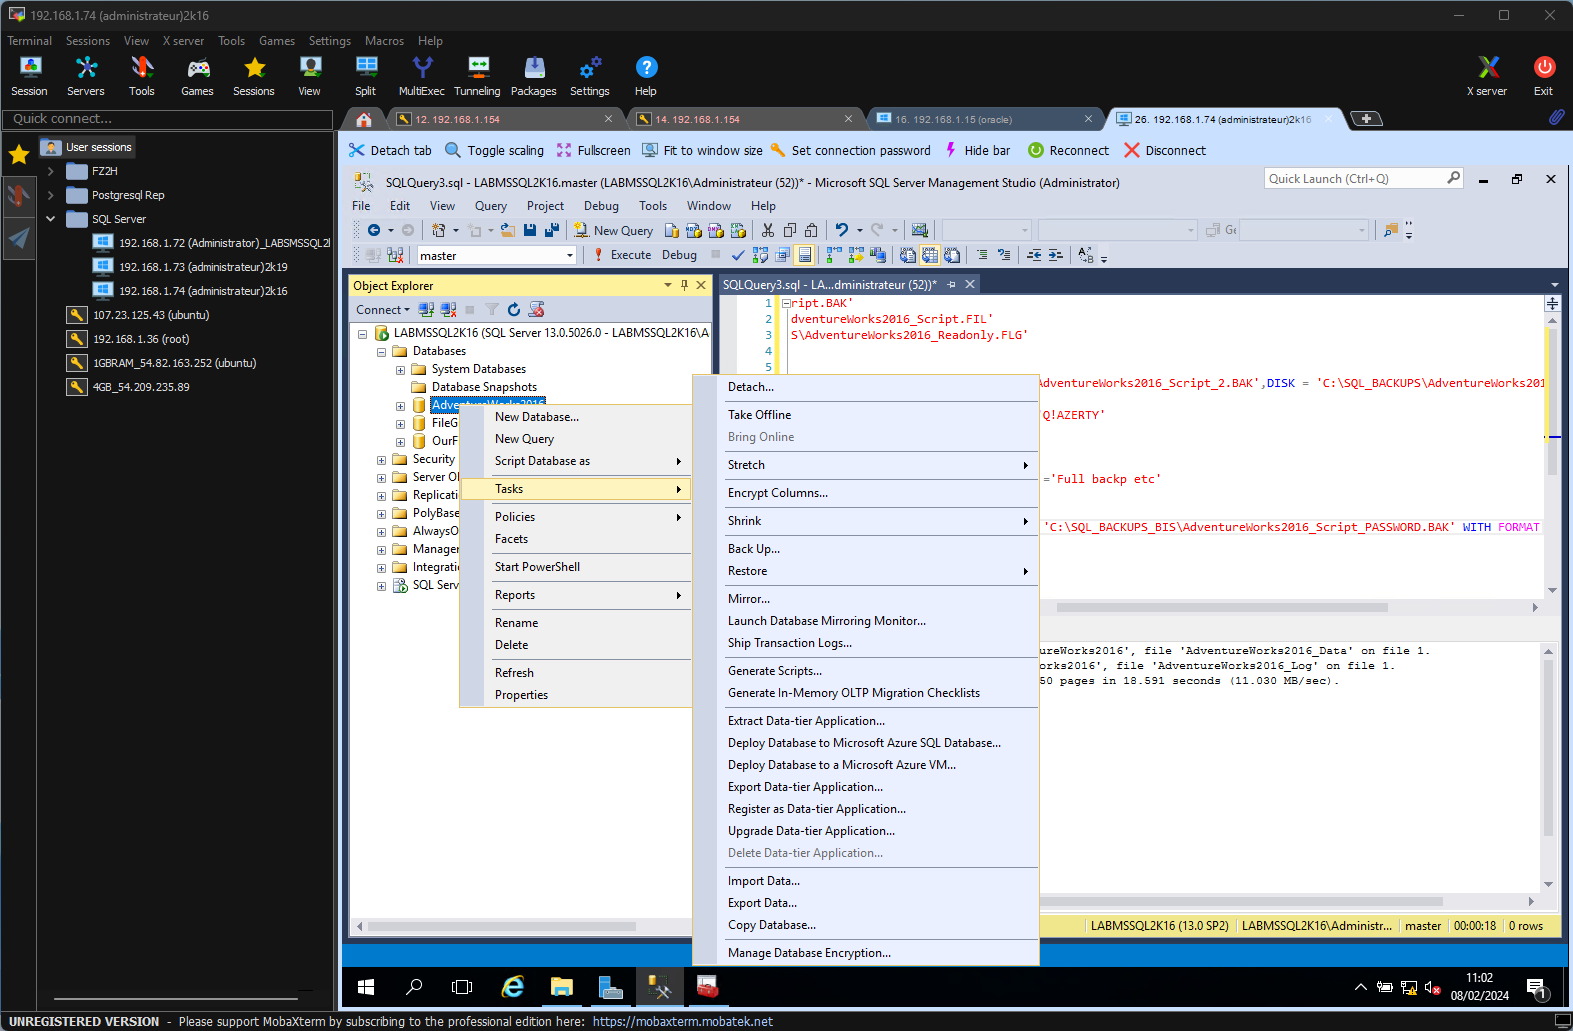 192.168.1.74 (administrateur)2k16
Terminal Sessions View X server Tools Games Settings Macros Help
Session Servers Tools Games Sessions View Split MultiExec Tunneling Packages Settings Help X server Exit
Quick connect...
12. 192.168.1.154
14. 192.168.1.154
16. 192.168.1.15 (oracle)
26. 192.168.1.74 (administrateur)2k16
User sessions
FZ2H
Postgresql Rep
SQL Server
192.168.1.72 (Administrator)_LABSMSSQL2
192.168.1.73 (administrateur)2k19
192.168.1.74 (administrateur)2k16
107.23.125.43 (ubuntu)
192.168.1.36 (root)
1GBRAM_54.82.163.252 (ubuntu)
4GB_54.209.235.89
Detach tab Toggle scaling Fullscreen Fit to window size Set connection password Hide bar Reconnect Disconnect
SQLQuery3.sql - LABMSSQL2K16.master (LABMSSQL2K16\Administrateur (52))* - Microsoft SQL Server Management Studio (Administrator)
Quick Launch (Ctrl+Q)
File Edit View Query Project Debug Tools Window Help
New Query
MDX DMX
master
Execute Debug
Object Explorer
Connect
LABMSSQL2K16 (SQL Server 13.0.5026.0 - LABMSSQL2K16\A
Databases
System Databases
Database Snapshots
AdventureWorks2016
FileG
OurF
Security
Server O
Replicati
PolyBase
AlwaysO
Manager
Integrati
SQL Serv
New Database...
New Query
Script Database as
Tasks
Policies
Facets
Start PowerShell
Reports
Rename
Delete
Refresh
Properties
Detach...
Take Offline
Bring Online
Stretch
Encrypt Columns...
Shrink
Back Up...
Restore
Mirror...
Launch Database Mirroring Monitor...
Ship Transaction Logs...
Generate Scripts...
Generate In-Memory OLTP Migration Checklists
Extract Data-tier Application...
Deploy Database to Microsoft Azure SQL Database...
Deploy Database to a Microsoft Azure VM...
Export Data-tier Application...
Register as Data-tier Application...
Upgrade Data-tier Application...
Delete Data-tier Application...
Import Data...
Export Data...
Copy Database...
Manage Database Encryption...
SQLQuery3.sql - LA...dministrateur (52))*
1 ript.BAK'
2 dventureWorks2016_Script.FIL'
3 S\AdventureWorks2016_Readonly.FLG'
4
5
AdventureWorks2016_Script_2.BAK',DISK = 'C:\SQL_BACKUPS\AdventureWorks201
Q!AZERTY'
='Full backp etc'
'C:\SQL_BACKUPS_BIS\AdventureWorks2016_Script_PASSWORD.BAK' WITH FORMAT
ureWorks2016', file 'AdventureWorks2016_Data' on file 1.
orks2016', file 'AdventureWorks2016_Log' on file 1.
50 pages in 18.591 seconds (11.030 MB/sec).
LABMSSQL2K16 (13.0 SP2) LABMSSQL2K16\Administr... master 00:00:18 0 rows
11:02
08/02/2024
1
UNREGISTERED VERSION - Please support MobaXterm by subscribing to the professional edition here: https://mobaxterm.mobatek.net